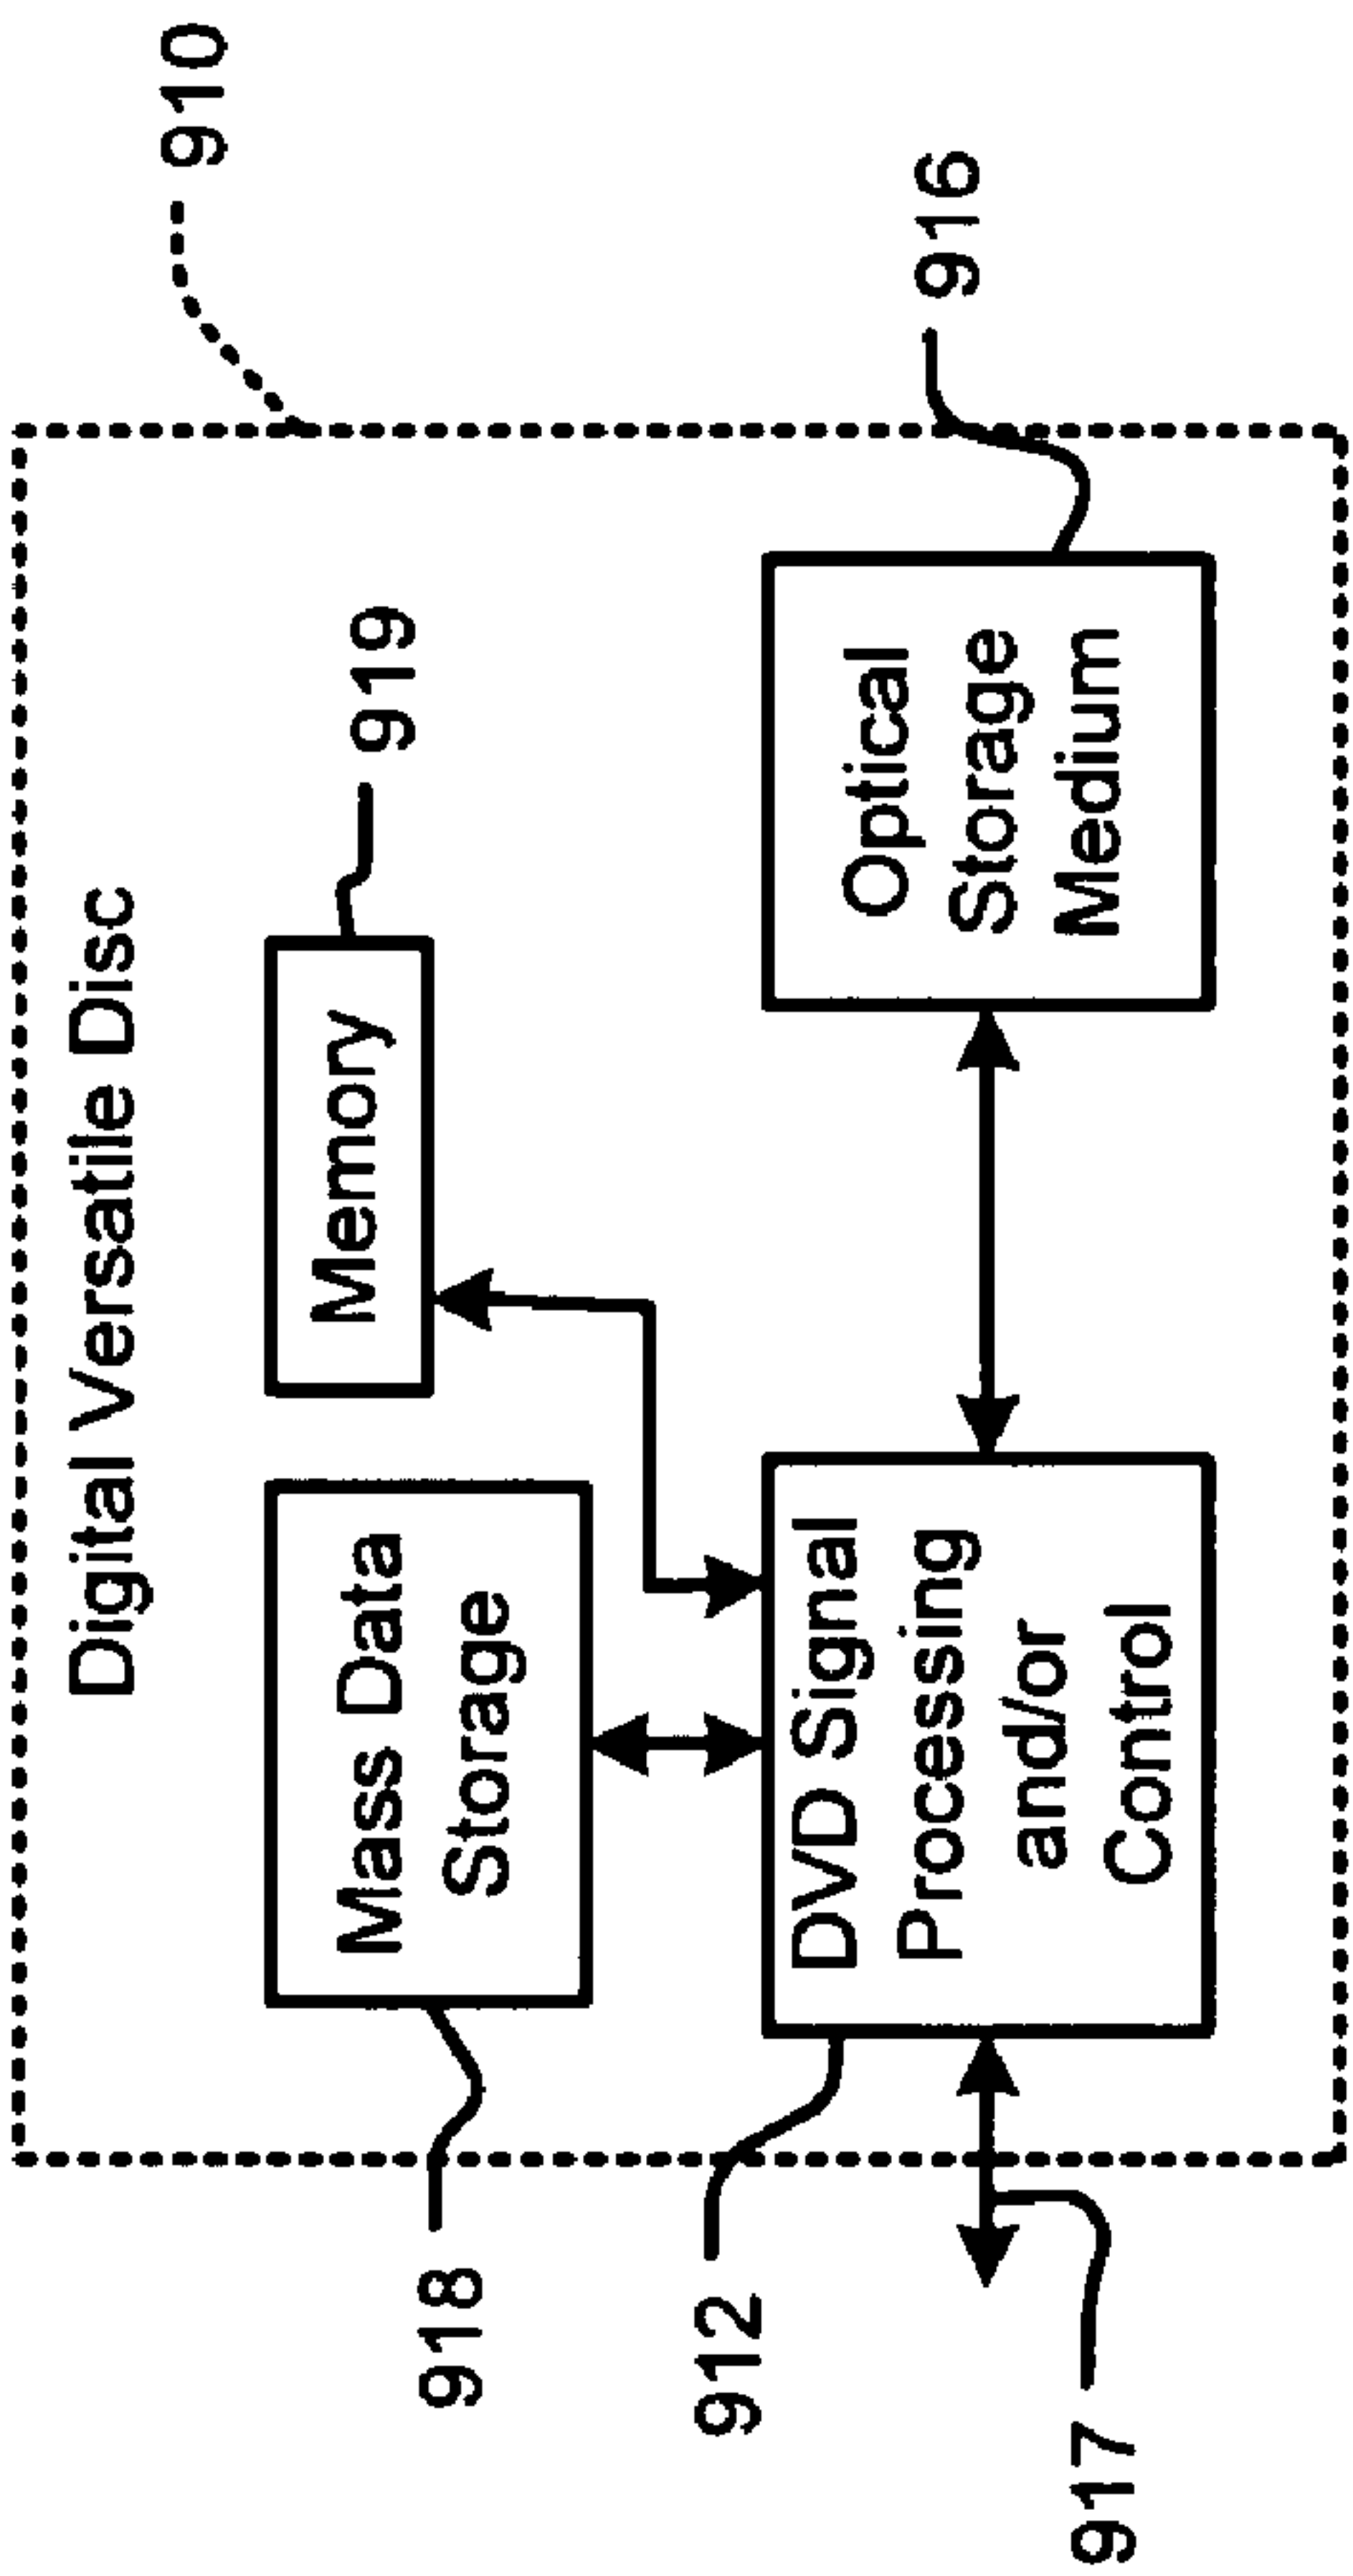 Digital Versatile Disc
910
918
Mass Data
Storage
Memory
919
912
DVD Signal
Processing
and/or
Control
Optical
Storage
Medium
916
917